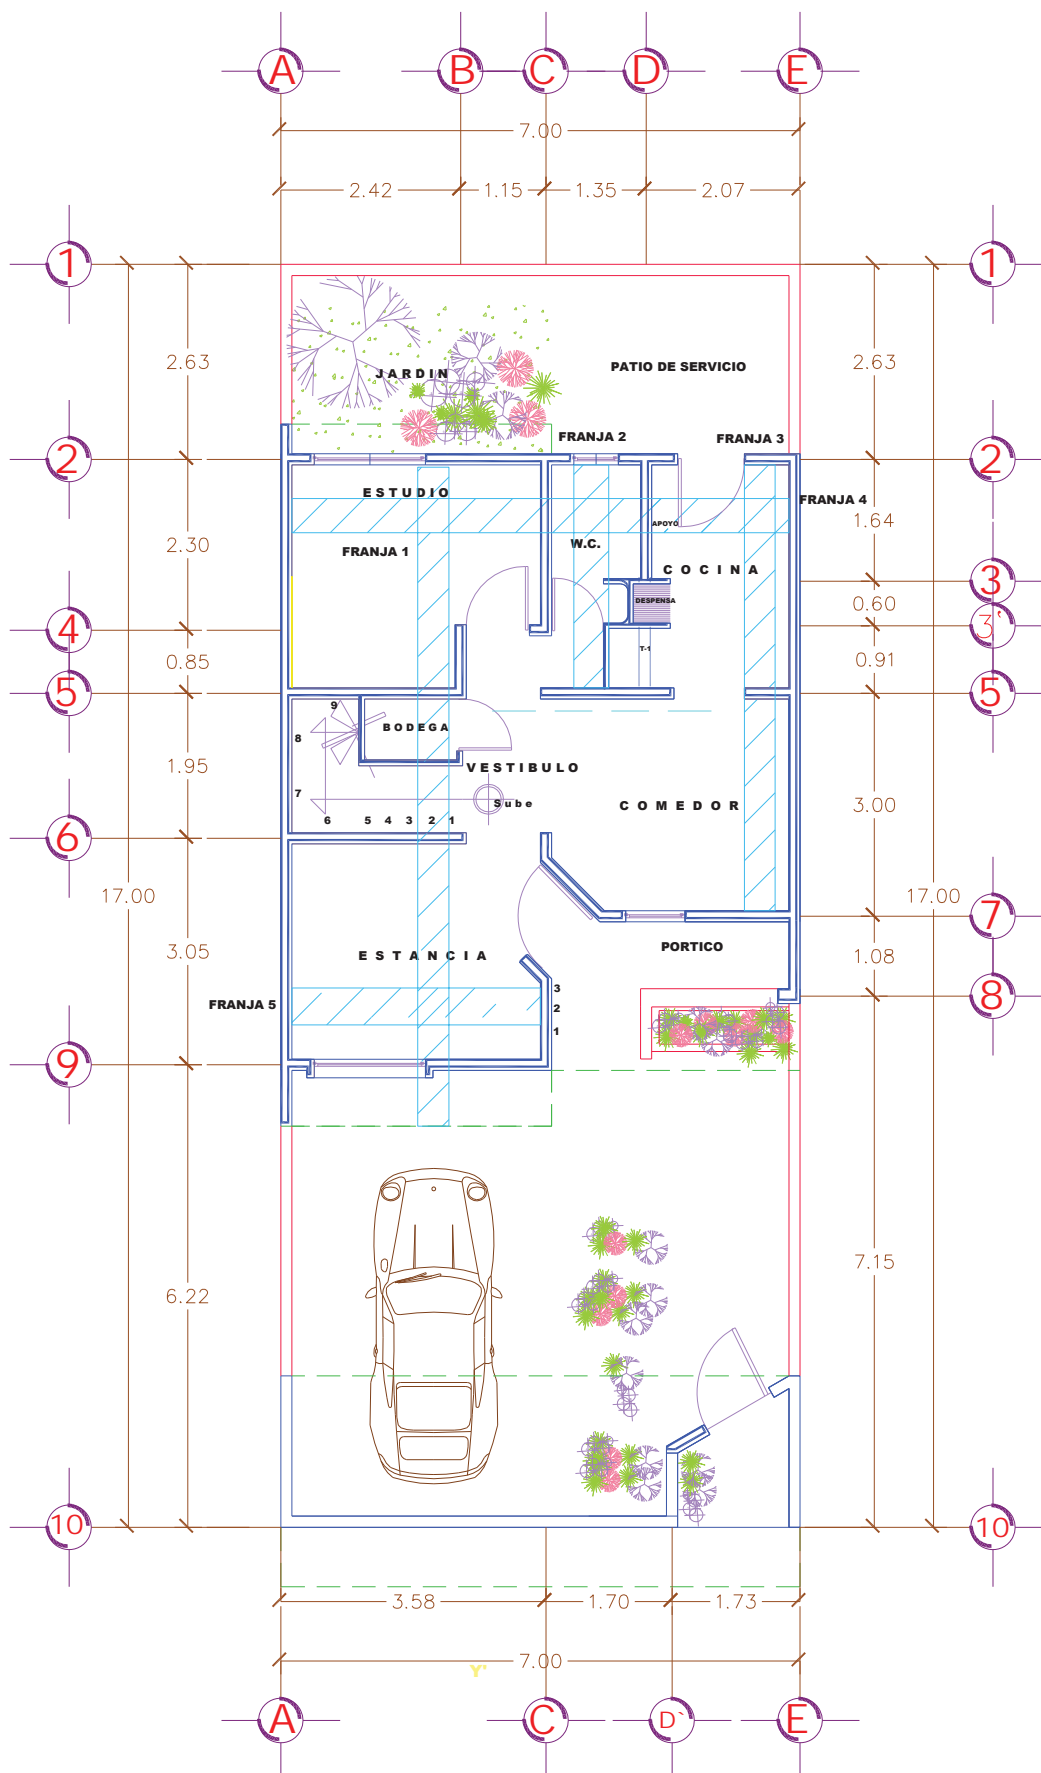 A B C D E
7.00
2.42 1.15 1.35 2.07
1 1
2.63 2.63
JARDIN PATIO DE SERVICIO
FRANJA 2 FRANJA 3
2 2
ESTUDIO FRANJA 4
1.64
APOYO
2.30 FRANJA 1 W.C.
COCINA
3
DESPENSA 0.60
4 3`
T-1
0.85 0.91
5 5
9
BODEGA
8
1.95 VESTIBULO
7 Sube COMEDOR 3.00
6 5 4 3 2 1
6
17.00 17.00
7
3.05 ESTANCIA PORTICO 1.08
3
8
FRANJA 5 2
1
9
7.15
6.22
10 10
3.58 1.70 1.73
7.00
Y'
A C D` E